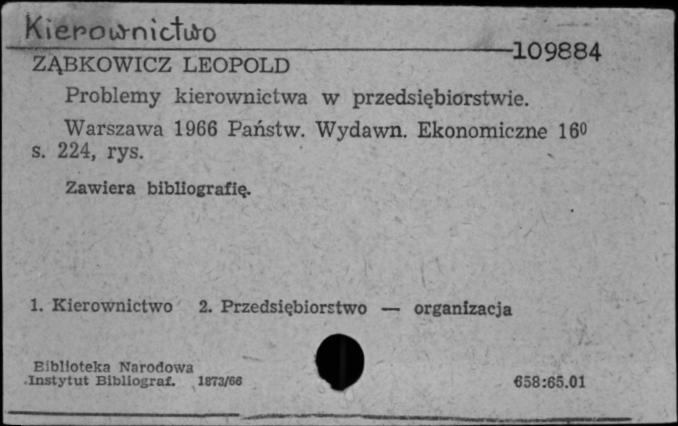 Kierownictwo
109884
ZĄBKOWICZ LEOPOLD
Problemy kierownictwa w przedsiębiorstwie.
Warszawa 1966 Państw. Wydawn. Ekonomiczne 16⁰
s. 224, rys.
Zawiera bibliografię.
1. Kierownictwo 2. Przedsiębiorstwo — organizacja
Biblioteka Narodowa
Instytut Bibliograf. 1873/66
658:65.01